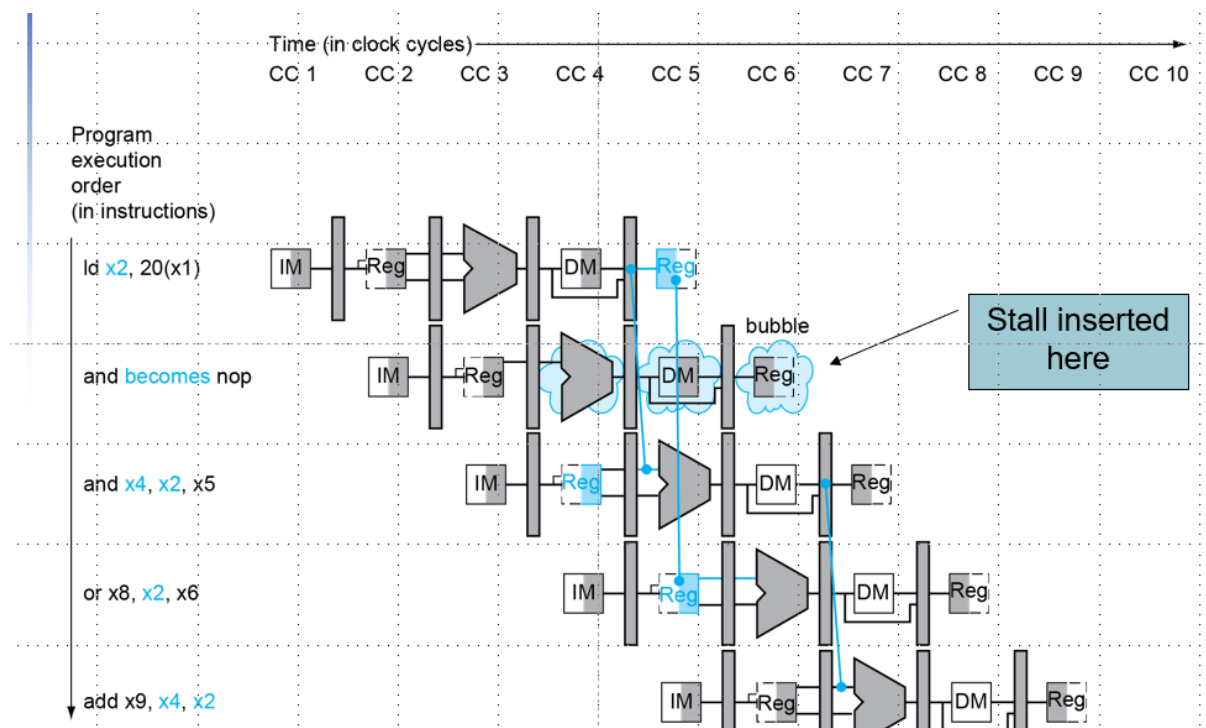 Time (in clock cycles)
CC 1 CC 2 CC 3 CC 4 CC 5 CC 6 CC 7 CC 8 CC 9 CC 10
Program
execution
order
(in instructions)
ld x2, 20(x1)
IM Reg DM Reg
bubble
Stall inserted
here
and becomes nop
IM Reg DM Reg
and x4, x2, x5
IM Reg DM Reg
or x8, x2, x6
IM Reg DM Reg
add x9, x4, x2
IM Reg DM Reg